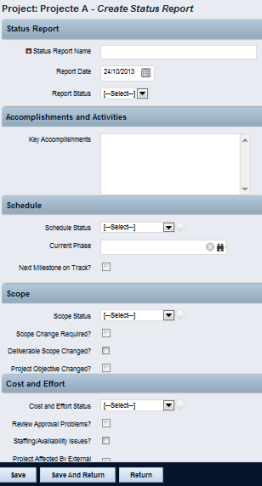 Project: Projecte A - Create Status Report
Status Report
Status Report Name
Report Date 24/10/2013
Report Status [--Select--]
Accomplishments and Activities
Key Accomplishments
Schedule
Schedule Status [--Select--]
Current Phase
Next Milestone on Track?
Scope
Scope Status [--Select--]
Scope Change Required?
Deliverable Scope Changed?
Project Objective Changed?
Cost and Effort
Cost and Effort Status [--Select--]
Review Approval Problems?
Staffing/Availability Issues?
Project Affected By External
Save Save And Return Return